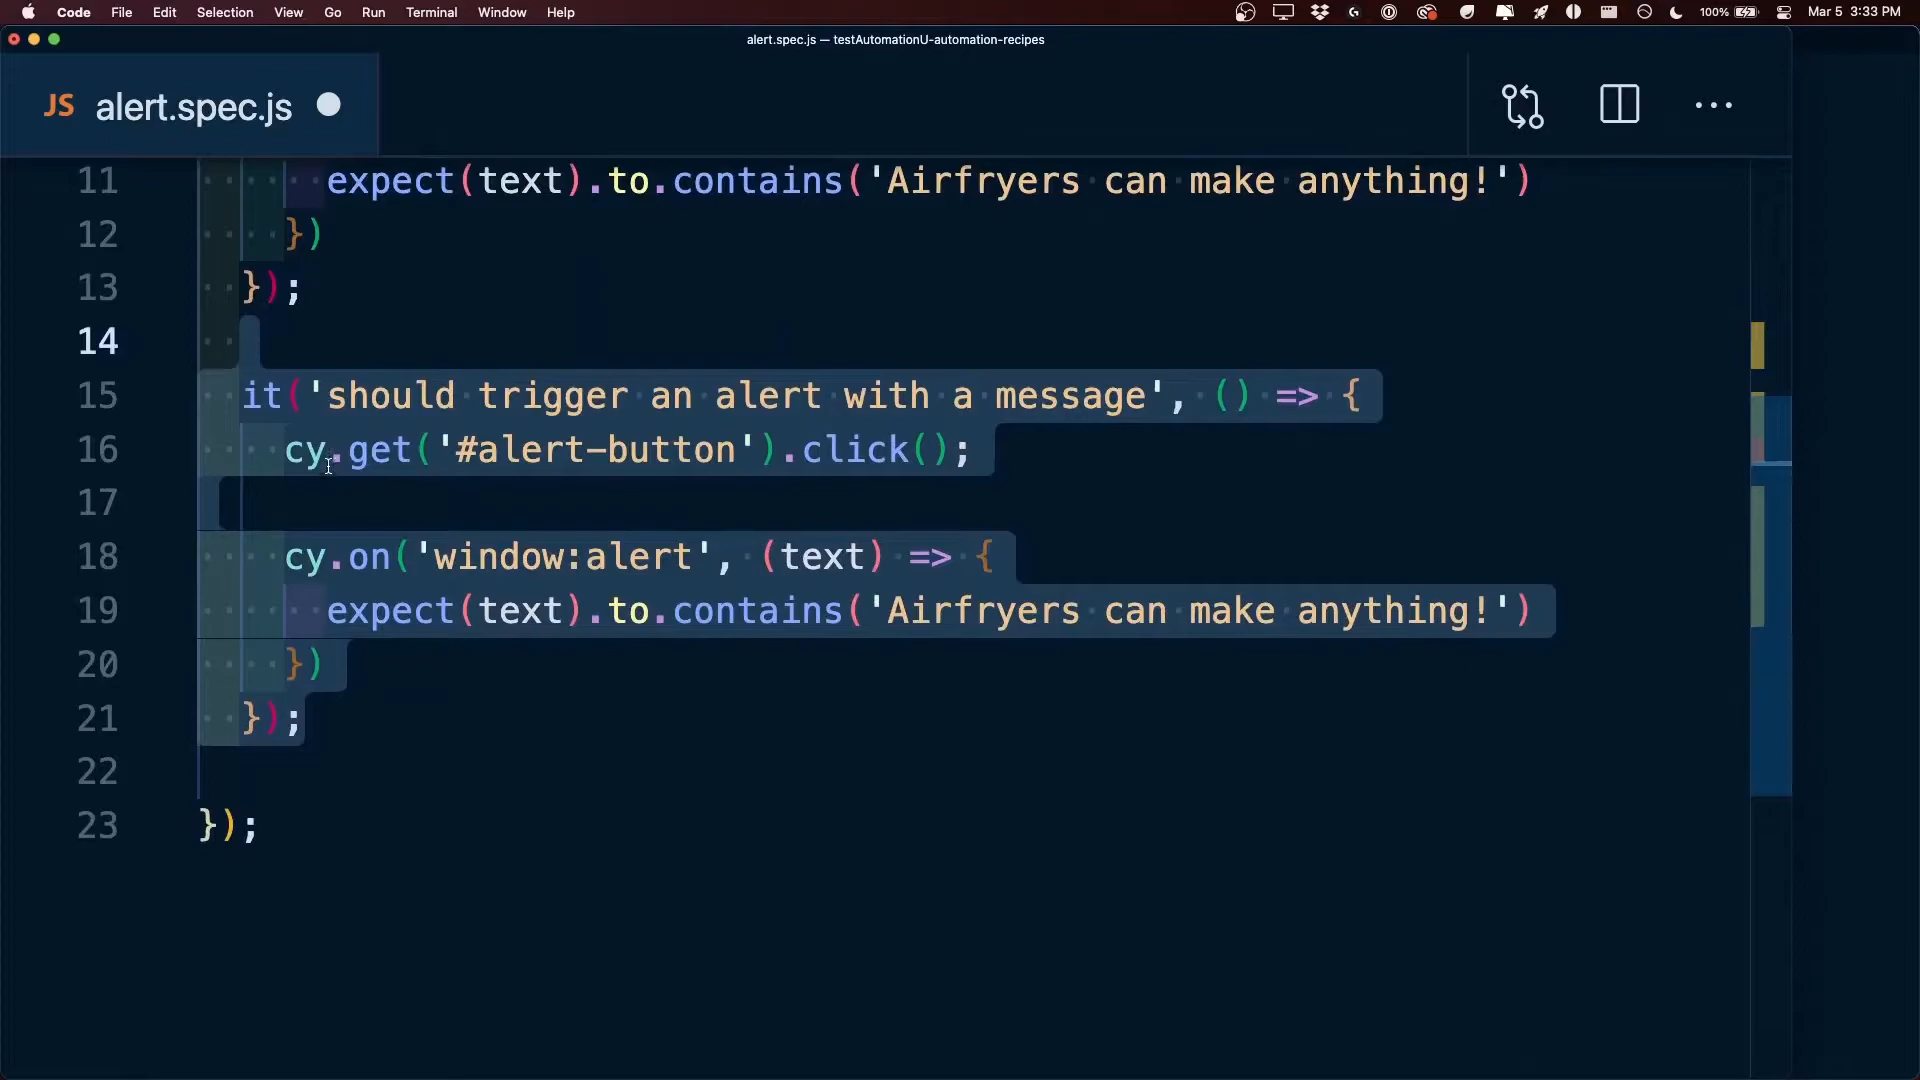 Code File Edit Selection View Go Run Terminal Window Help 100% Mar 5 3:33 PM
alert.spec.js — testAutomationU-automation-recipes
JS alert.spec.js
11 expect(text).to.contains('Airfryers can make anything!')
12 })
13 });
14
15 it('should trigger an alert with a message', () => {
16 cy.get('#alert-button').click();
17
18 cy.on('window:alert', (text) => {
19 expect(text).to.contains('Airfryers can make anything!')
20 })
21 });
22
23 });